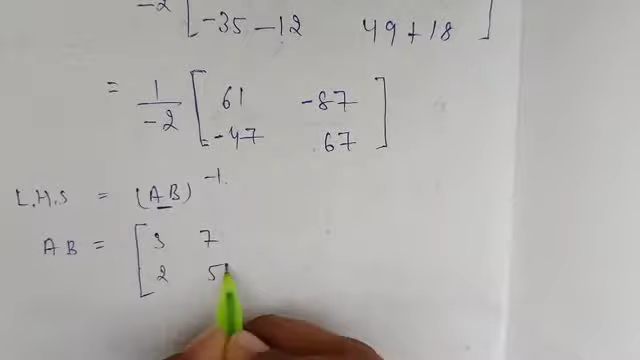 -2 [ -35 - 12   49 + 18 ]
= 1/-2 [ 61   -87
-47   67 ]
L.H.S = (AB)⁻¹.
AB = [ 3   7
2   5